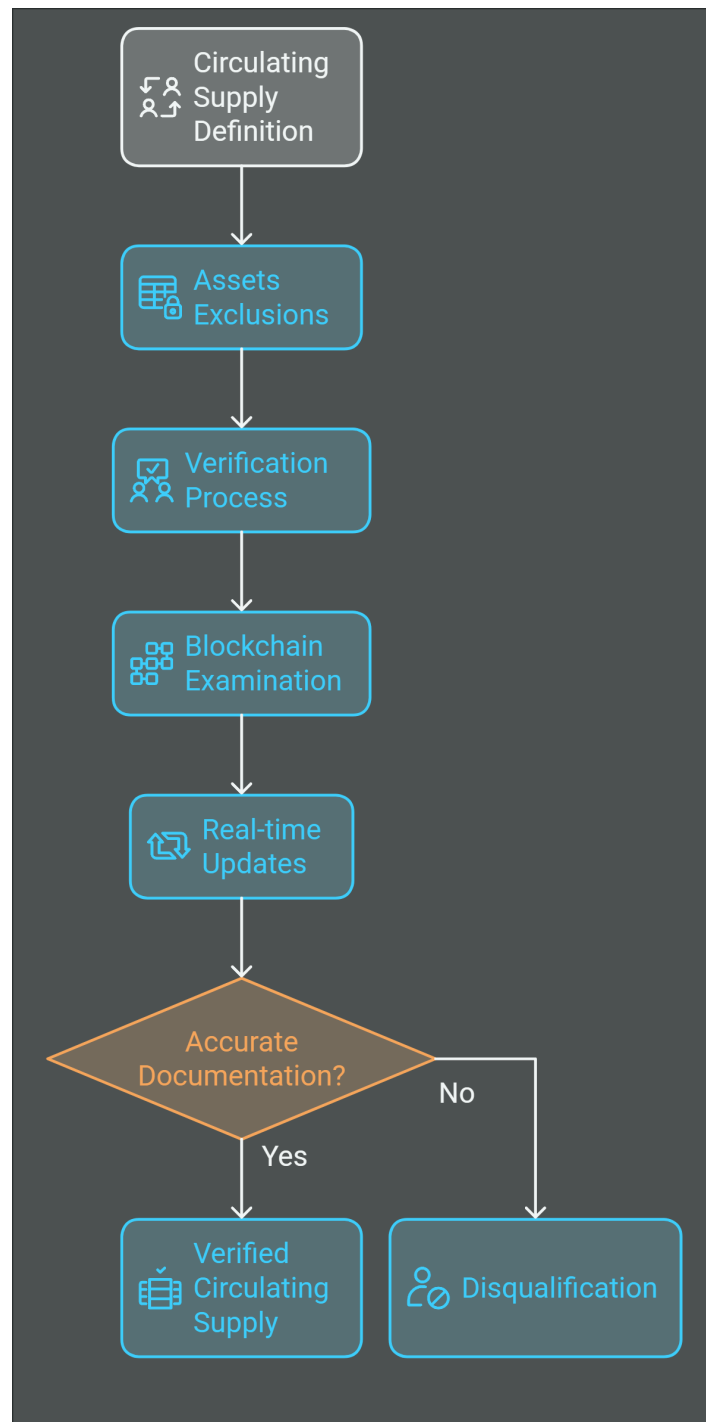 Circulating
Supply
Definition
Assets
Exclusions
Verification
Process
Blockchain
Examination
Real-time
Updates
Accurate
Documentation?
No
Yes
Verified
Circulating
Supply
Disqualification